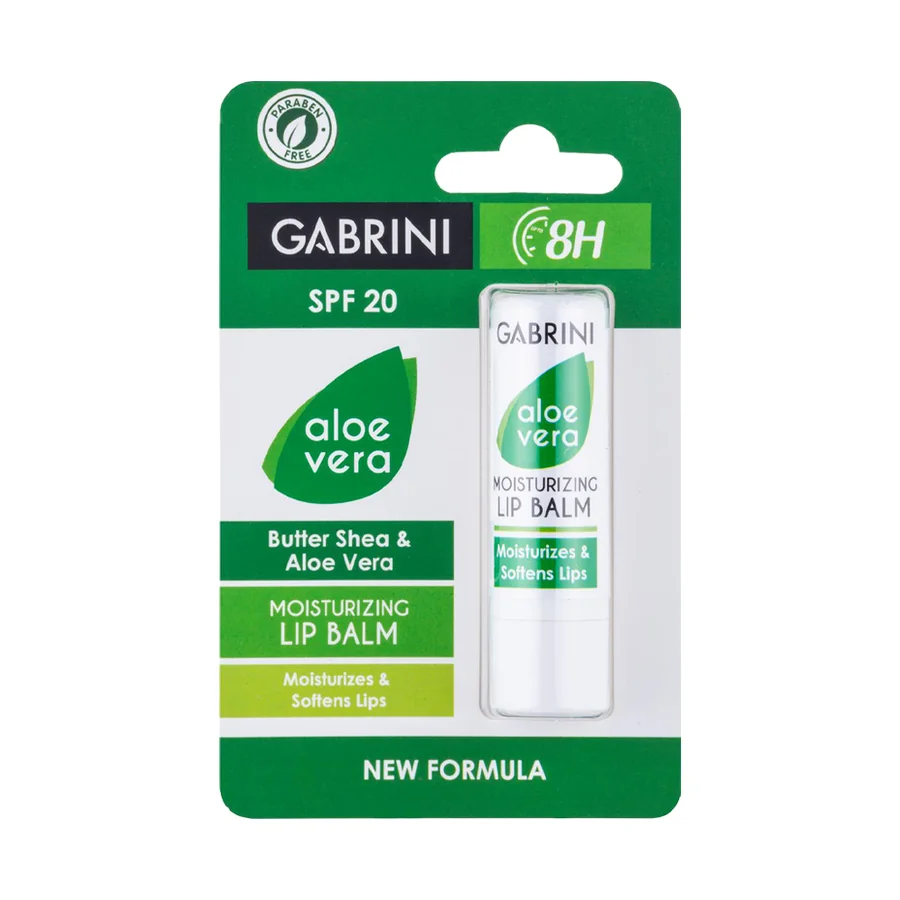 PARABEN
FREE
GABRINI
8H
SPF 20
aloe
vera
Butter Shea &
Aloe Vera
MOISTURIZING
LIP BALM
Moisturizes &
Softens Lips
GABRINI
aloe
vera
MOISTURIZING
LIP BALM
Moisturizes &
Softens Lips
NEW FORMULA